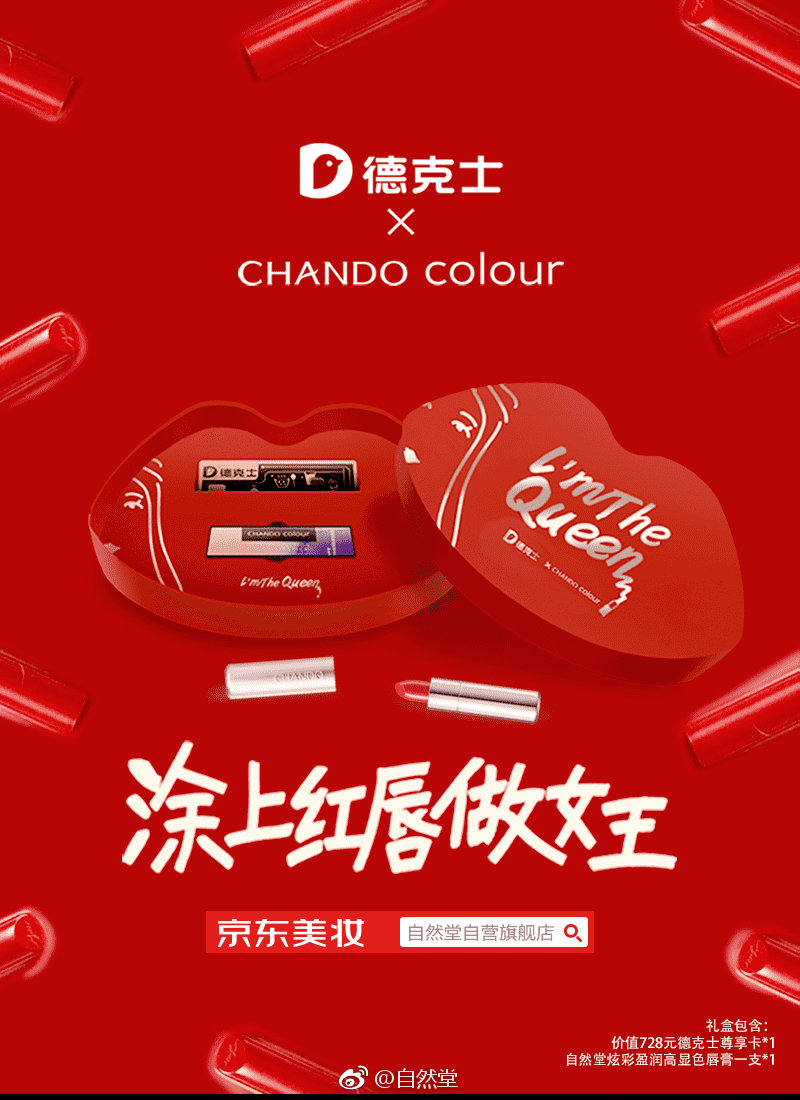 德克士
×
CHANDO colour
德克士
CHANDO colour
I'm The Queen
I'm The
Queen
德克士 × CHANDO colour
CHANDO
涂上红唇做女王
京东美妆 自然堂自营旗舰店
礼盒包含：
价值728元德克士尊享卡*1
自然堂炫彩盈润高显色唇膏一支*1
@自然堂